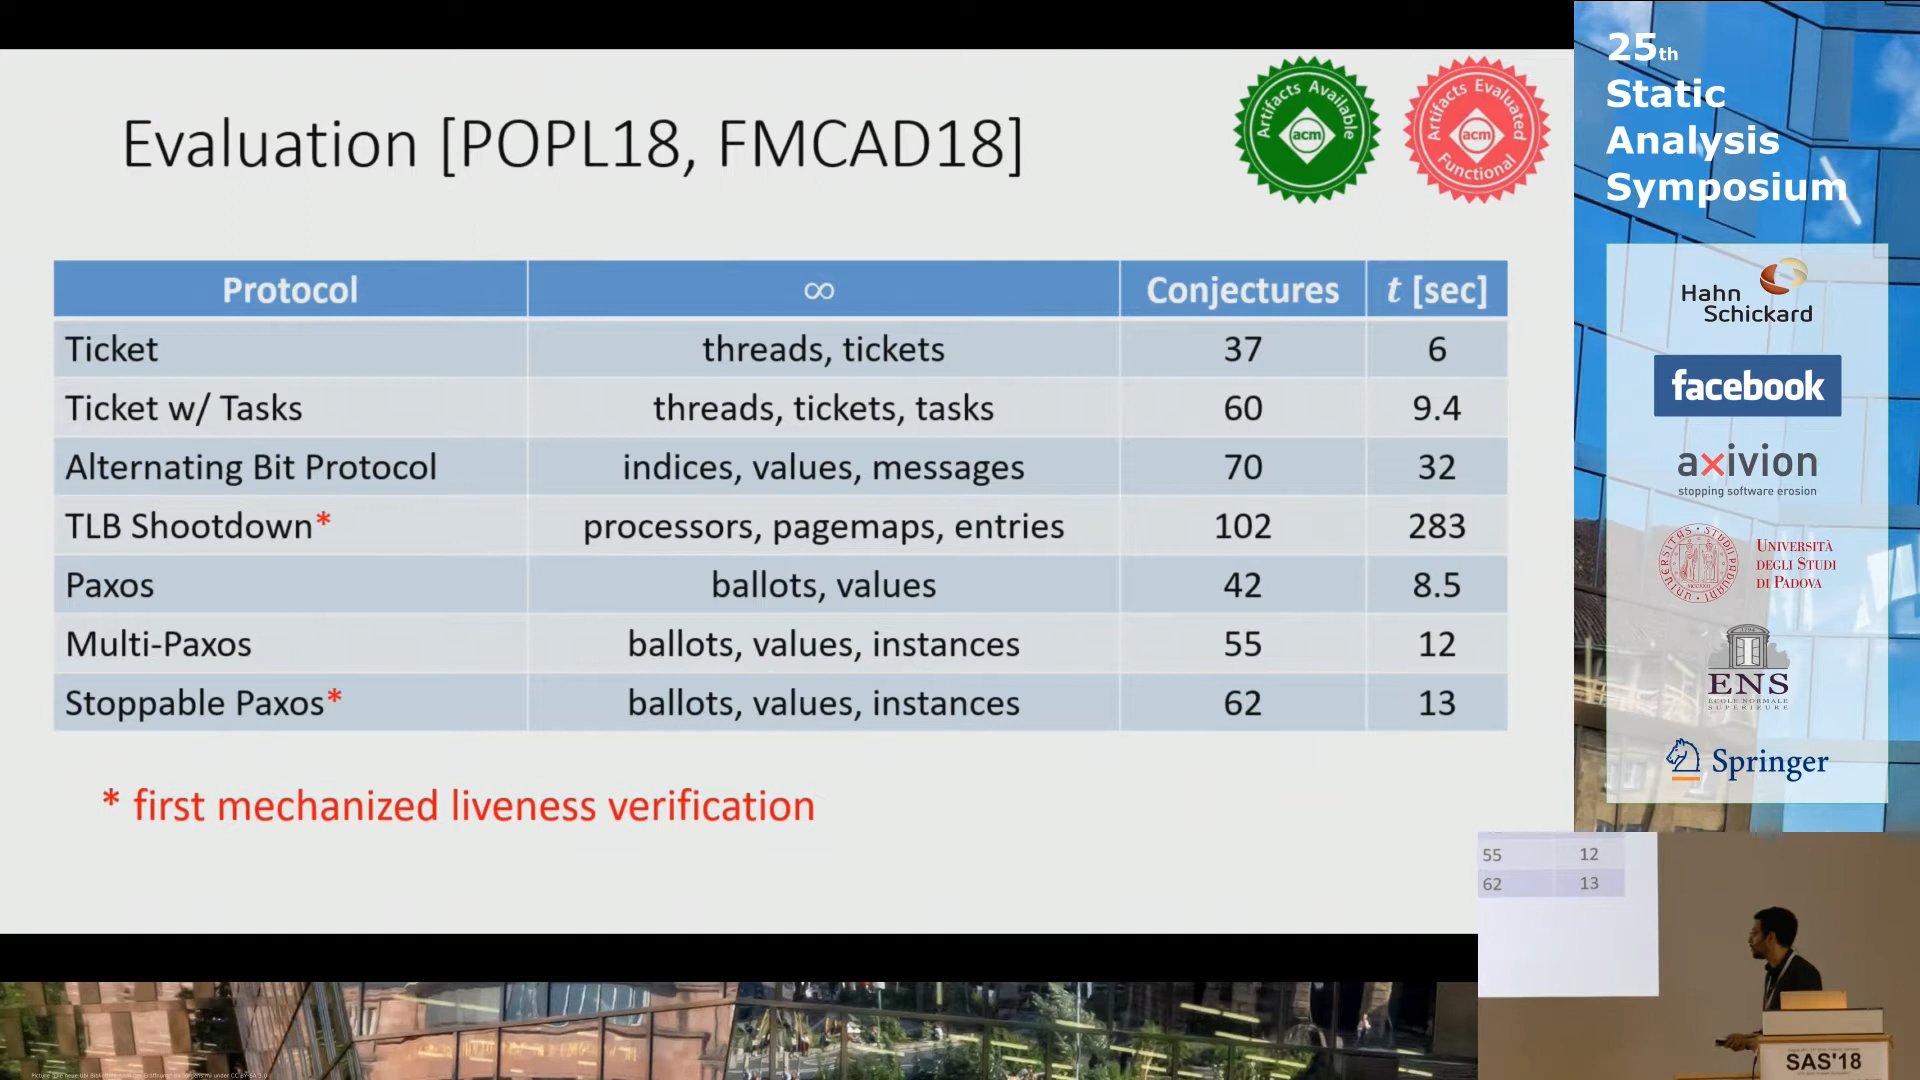 Evaluation [POPL18, FMCAD18]
Artifacts Available
acm
Artifacts Evaluated
acm
Functional
Protocol ∞ Conjectures t [sec]
Ticket threads, tickets 37 6
Ticket w/ Tasks threads, tickets, tasks 60 9.4
Alternating Bit Protocol indices, values, messages 70 32
TLB Shootdown* processors, pagemaps, entries 102 283
Paxos ballots, values 42 8.5
Multi-Paxos ballots, values, instances 55 12
Stoppable Paxos* ballots, values, instances 62 13
* first mechanized liveness verification
25th
Static
Analysis
Symposium
Hahn
Schickard
facebook
axivion
stopping software erosion
UNIVERSITÀ
DEGLI STUDI
DI PADOVA
ENS
ECOLE NORMALE
SUPERIEURE
Springer
55 12
62 13
SAS'18